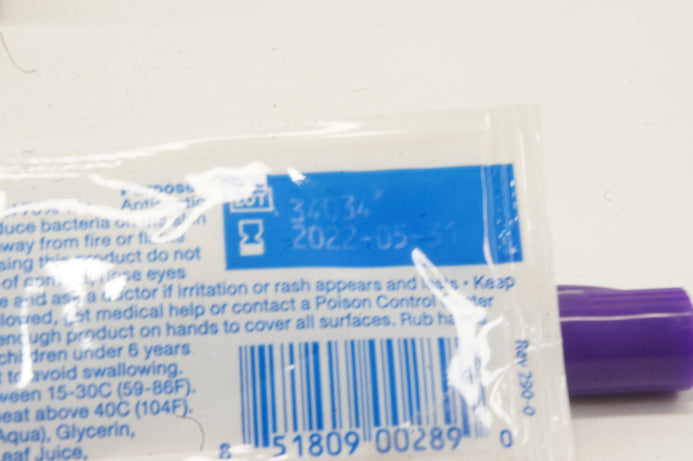 Purpose
LOT 34034
2022-05-31
duce bacteria on the skin
way from fire or flame
sing this product do not
eyes
e and ask a doctor if irritation or rash appears and lasts • Keep
lowed, get medical help or contact a Poison Control Center
enough product on hands to cover all surfaces. Rub ha
children under 6 years
to avoid swallowing.
ween 15-30C (59-86F).
eat above 40C (104F).
Aqua), Glycerin,
eaf Juice,
8 51809 00289 0
Rev 290-0